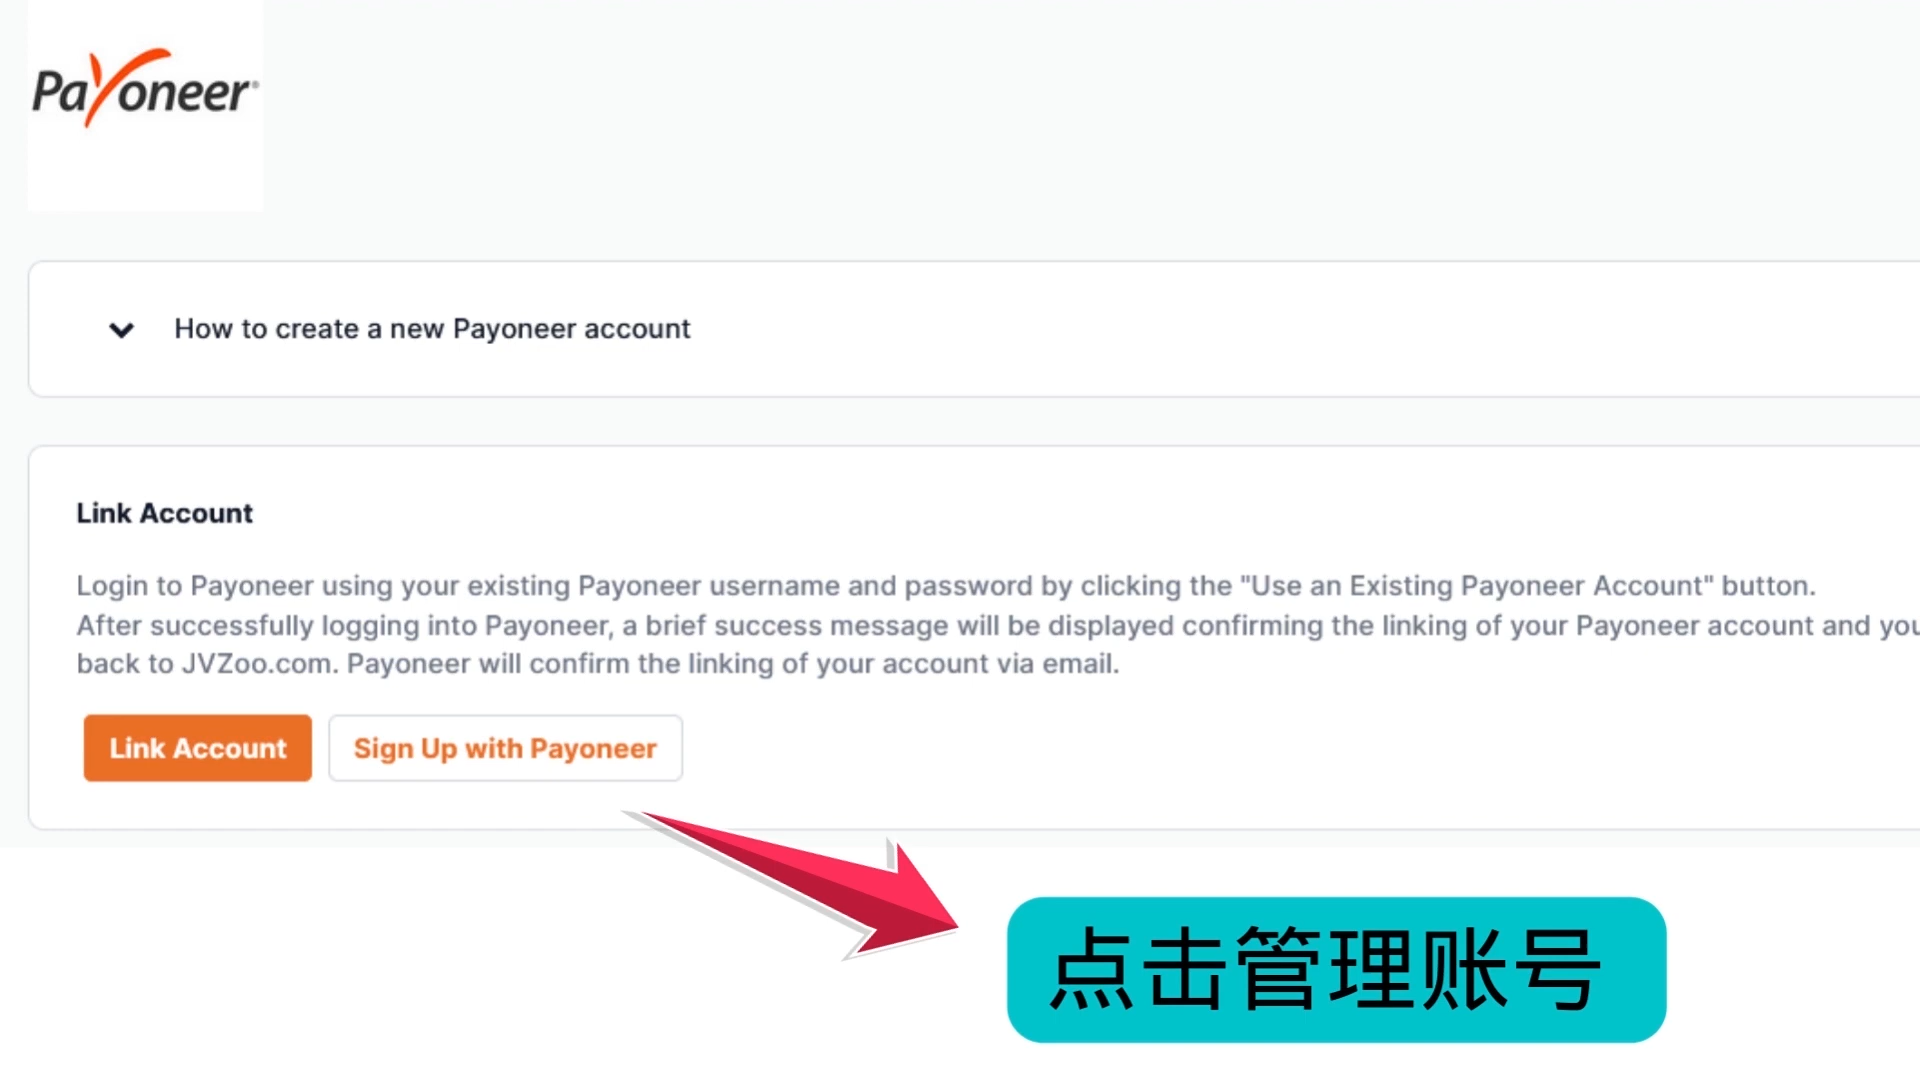 Payoneer
How to create a new Payoneer account
Link Account
Login to Payoneer using your existing Payoneer username and password by clicking the "Use an Existing Payoneer Account" button.
After successfully logging into Payoneer, a brief success message will be displayed confirming the linking of your Payoneer account and you
back to JVZoo.com. Payoneer will confirm the linking of your account via email.
Link Account
Sign Up with Payoneer
点击管理账号